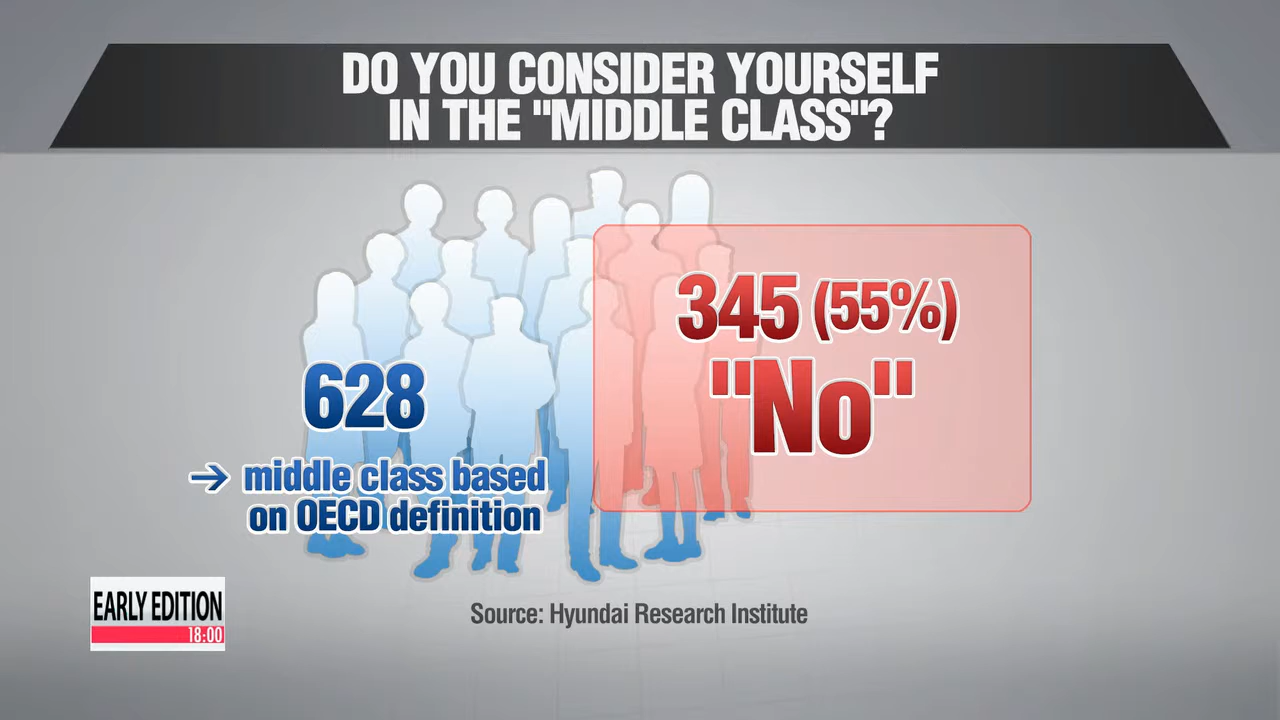 DO YOU CONSIDER YOURSELF
IN THE "MIDDLE CLASS"?
345 (55%)
"No"
628
→ middle class based
on OECD definition
Source: Hyundai Research Institute
EARLY EDITION
18:00